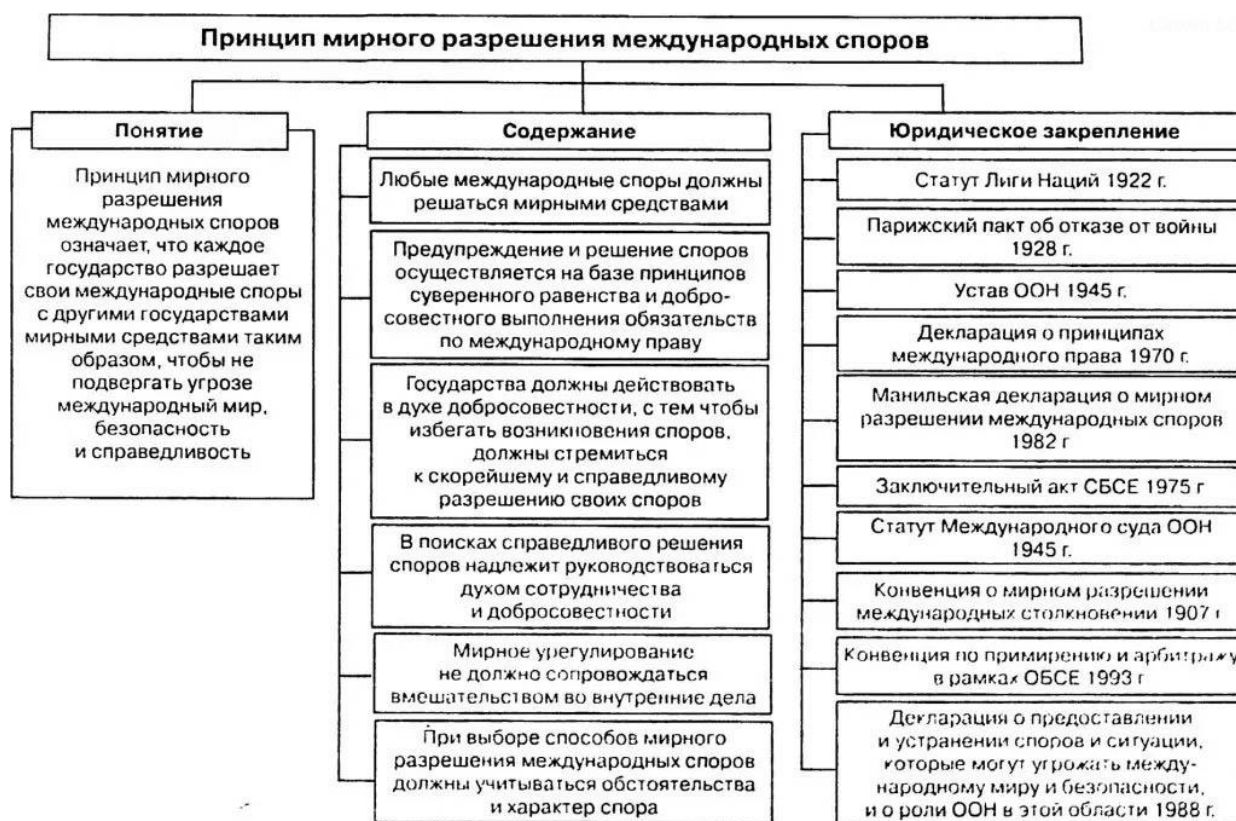 Принцип мирного разрешения международных споров
Понятие
Принцип мирного
разрешения
международных споров
означает, что каждое
государство разрешает
свои международные споры
с другими государствами
мирными средствами таким
образом, чтобы не
подвергать угрозе
международный мир,
безопасность
и справедливость
Содержание
Любые международные споры должны
решаться мирными средствами
Предупреждение и решение споров
осуществляется на базе принципов
суверенного равенства и добро-
совестного выполнения обязательств
по международному праву
Государства должны действовать
в духе добросовестности, с тем чтобы
избегать возникновения споров,
должны стремиться
к скорейшему и справедливому
разрешению своих споров
В поисках справедливого решения
споров надлежит руководствоваться
духом сотрудничества
и добросовестности
Мирное урегулирование
не должно сопровождаться
вмешательством во внутренние дела
При выборе способов мирного
разрешения международных споров
должны учитываться обстоятельства
и характер спора
Юридическое закрепление
Статут Лиги Наций 1922 г.
Парижский пакт об отказе от войны
1928 г.
Устав ООН 1945 г.
Декларация о принципах
международного права 1970 г.
Манильская декларация о мирном
разрешении международных споров
1982 г
Заключительный акт СБСЕ 1975 г
Статут Международного суда ООН
1945 г.
Конвенция о мирном разрешении
международных столкновении 1907 г
Конвенция по примирению и арбитражу
в рамках ОБСЕ 1993 г
Декларация о предоставлении
и устранении споров и ситуации,
которые могут угрожать между-
народному миру и безопасности,
и о роли ООН в этой области 1988 г.